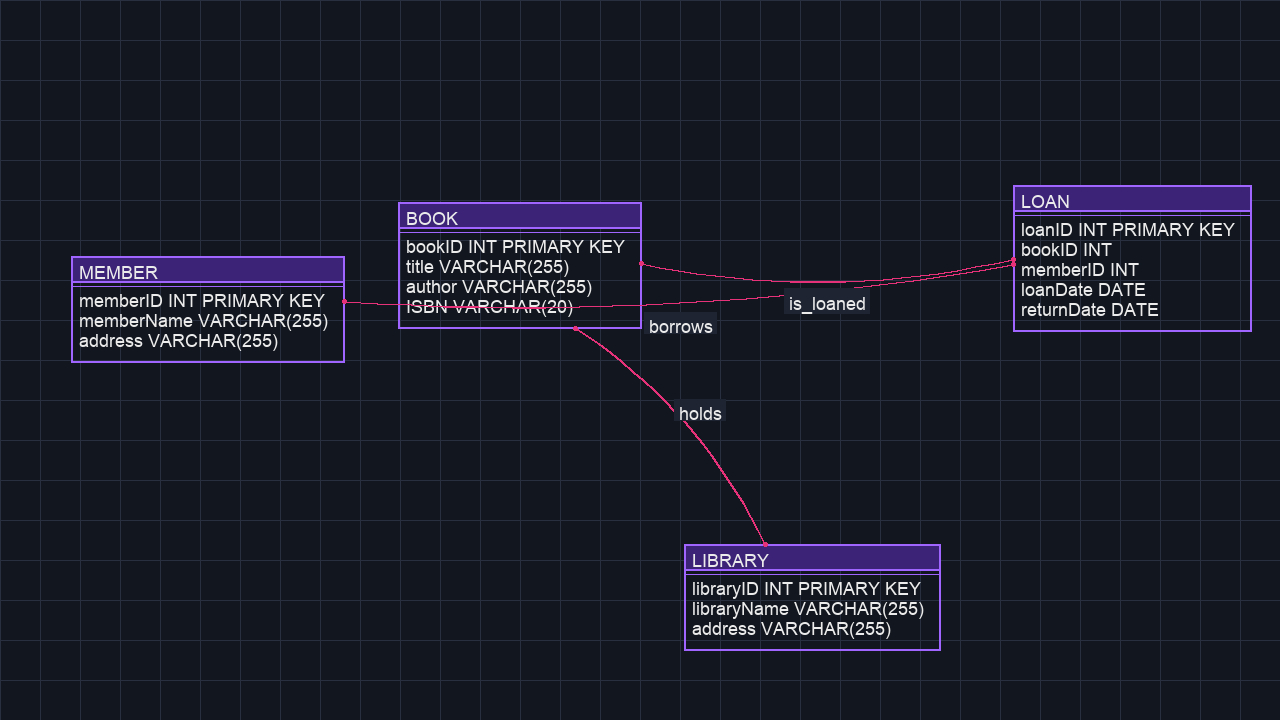 MEMBER
memberID INT PRIMARY KEY
memberName VARCHAR(255)
address VARCHAR(255)
BOOK
bookID INT PRIMARY KEY
title VARCHAR(255)
author VARCHAR(255)
ISBN VARCHAR(20)
LOAN
loanID INT PRIMARY KEY
bookID INT
memberID INT
loanDate DATE
returnDate DATE
is_loaned
borrows
holds
LIBRARY
libraryID INT PRIMARY KEY
libraryName VARCHAR(255)
address VARCHAR(255)